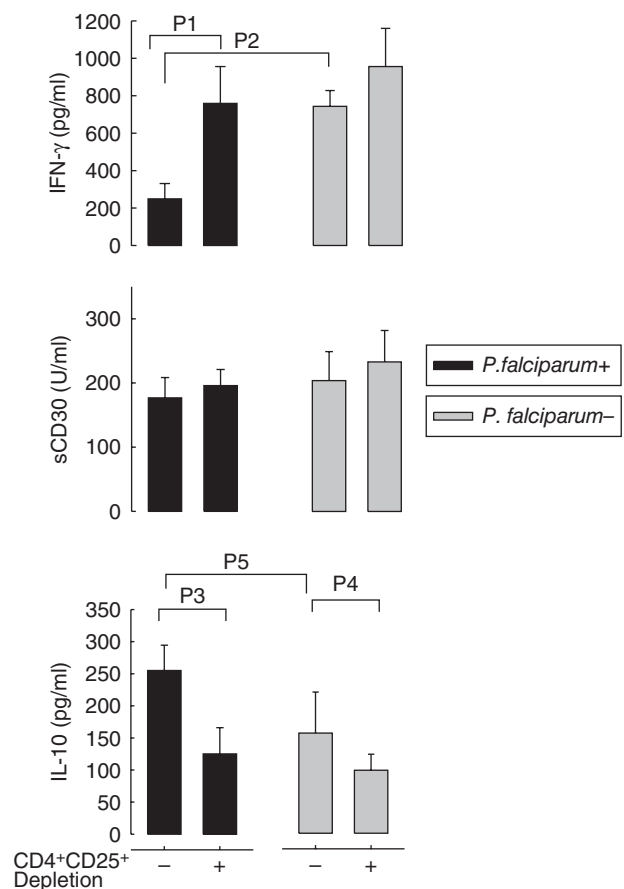 P1
P2
1200
1000
800
600
400
200
0
IFN-γ (pg/ml)
300
200
100
0
sCD30 (U/ml)
P.falciparum+
P. falciparum–
P5
P3
P4
350
300
250
200
150
100
50
0
IL-10 (pg/ml)
CD4⁺CD25⁺ – + – +
Depletion